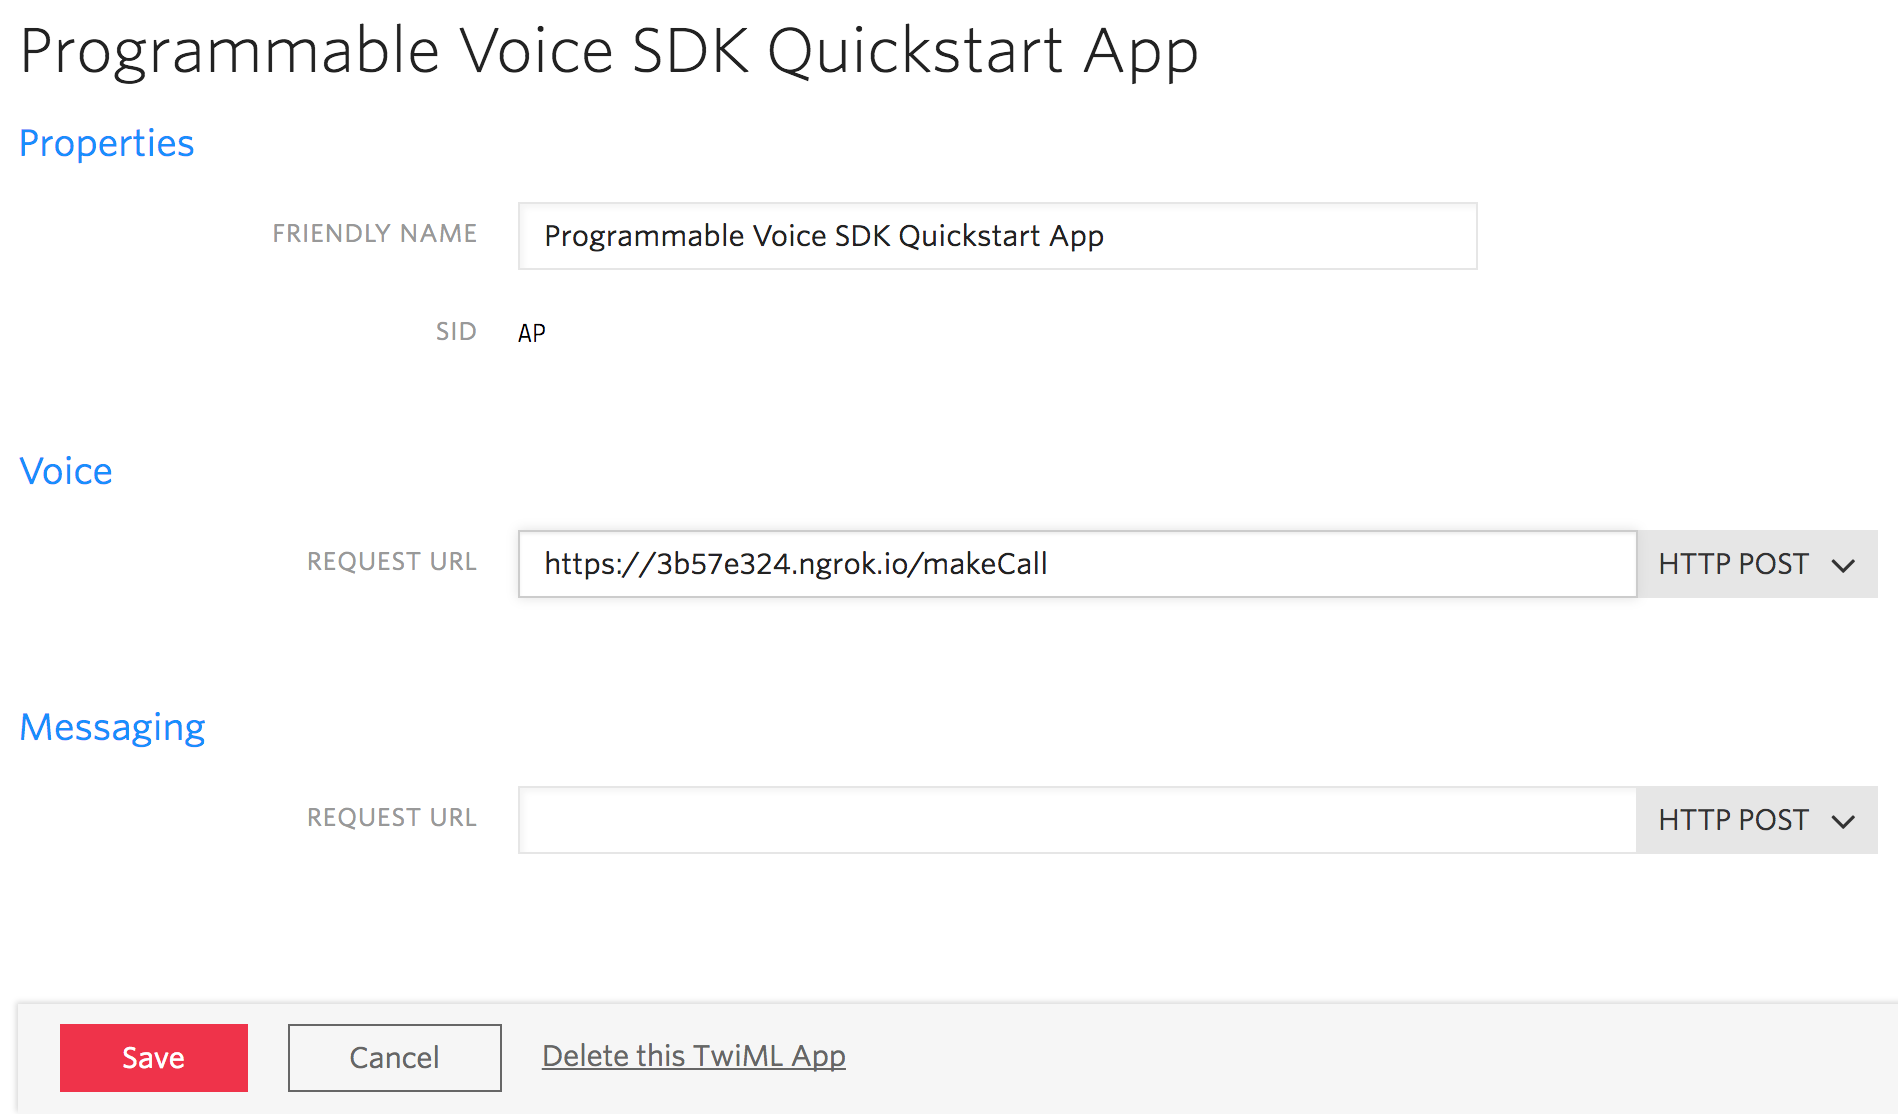 Programmable Voice SDK Quickstart App
Properties
FRIENDLY NAME
Programmable Voice SDK Quickstart App
SID
AP
Voice
REQUEST URL
https://3b57e324.ngrok.io/makeCall
HTTP POST
Messaging
REQUEST URL
HTTP POST
Save
Cancel
Delete this TwiML App